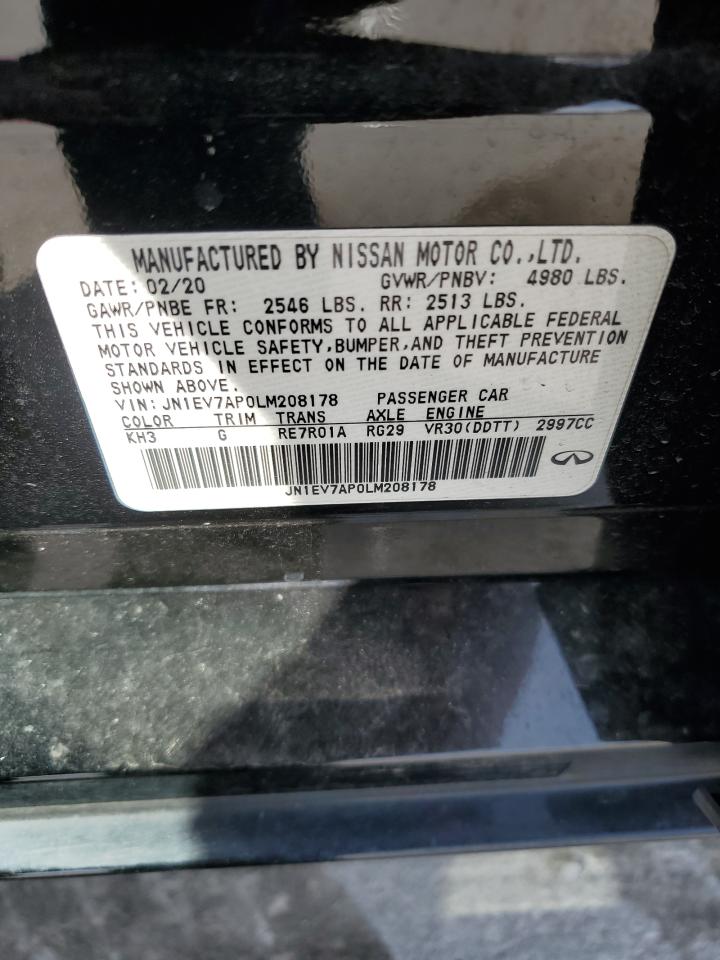 MANUFACTURED BY NISSAN MOTOR CO.,LTD.
DATE: 02/20 GVWR/PNBV: 4980 LBS.
GAWR/PNBE FR: 2546 LBS. RR: 2513 LBS.
THIS VEHICLE CONFORMS TO ALL APPLICABLE FEDERAL
MOTOR VEHICLE SAFETY,BUMPER,AND THEFT PREVENTION
STANDARDS IN EFFECT ON THE DATE OF MANUFACTURE
SHOWN ABOVE.
VIN: JN1EV7AP0LM208178 PASSENGER CAR
COLOR TRIM TRANS AXLE ENGINE
KH3 G RE7R01A RG29 VR30(DDTT) 2997CC
JN1EV7AP0LM208178